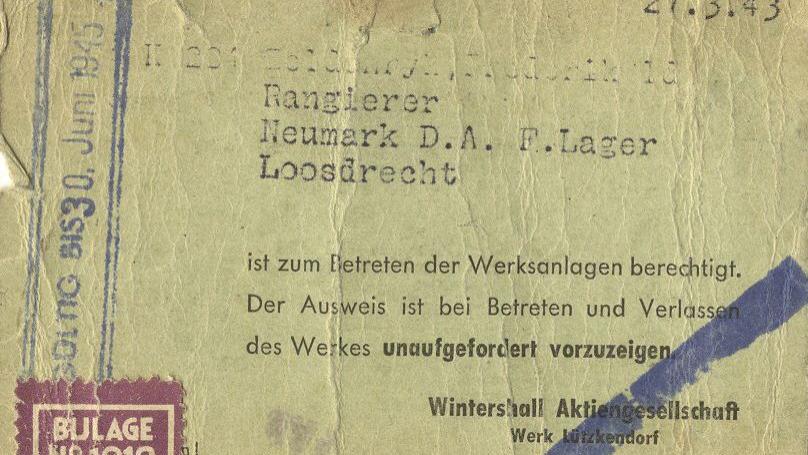 27.3.43
Rangierer
Neumark D.A. F.Lager
Loosdrecht
ist zum Betreten der Werksanlagen berechtigt.
Der Ausweis ist bei Betreten und Verlassen
des Werkes unaufgefordert vorzuzeigen.
Wintershall Aktiengesellschaft
Werk Lützkendorf
GÜLTIG BIS 30. Juni 1945
BIJLAGE